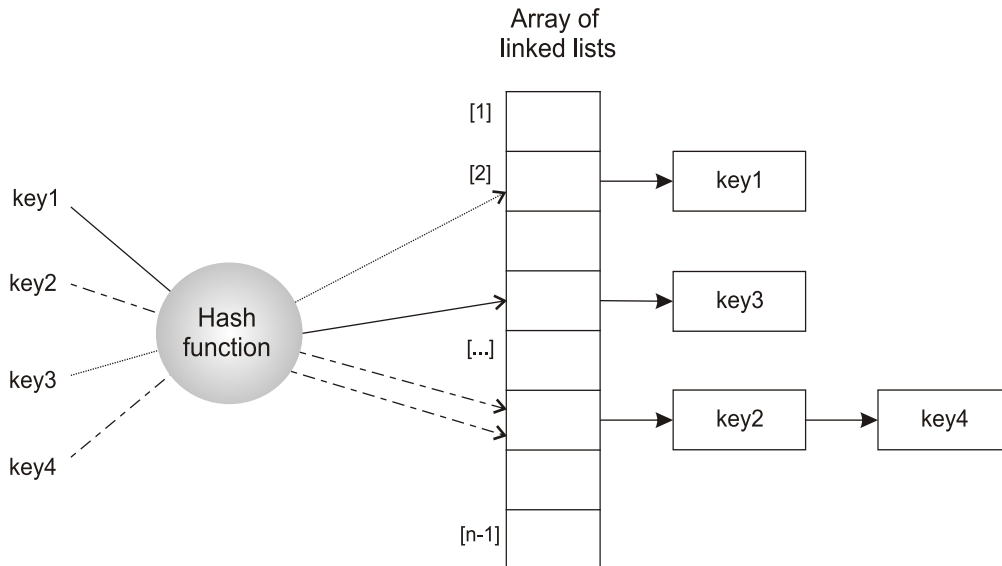 Array of
linked lists
[1]
[2]
key1
key1
key2
Hash
function
key3
key3
[...]
key4
key2
key4
[n-1]